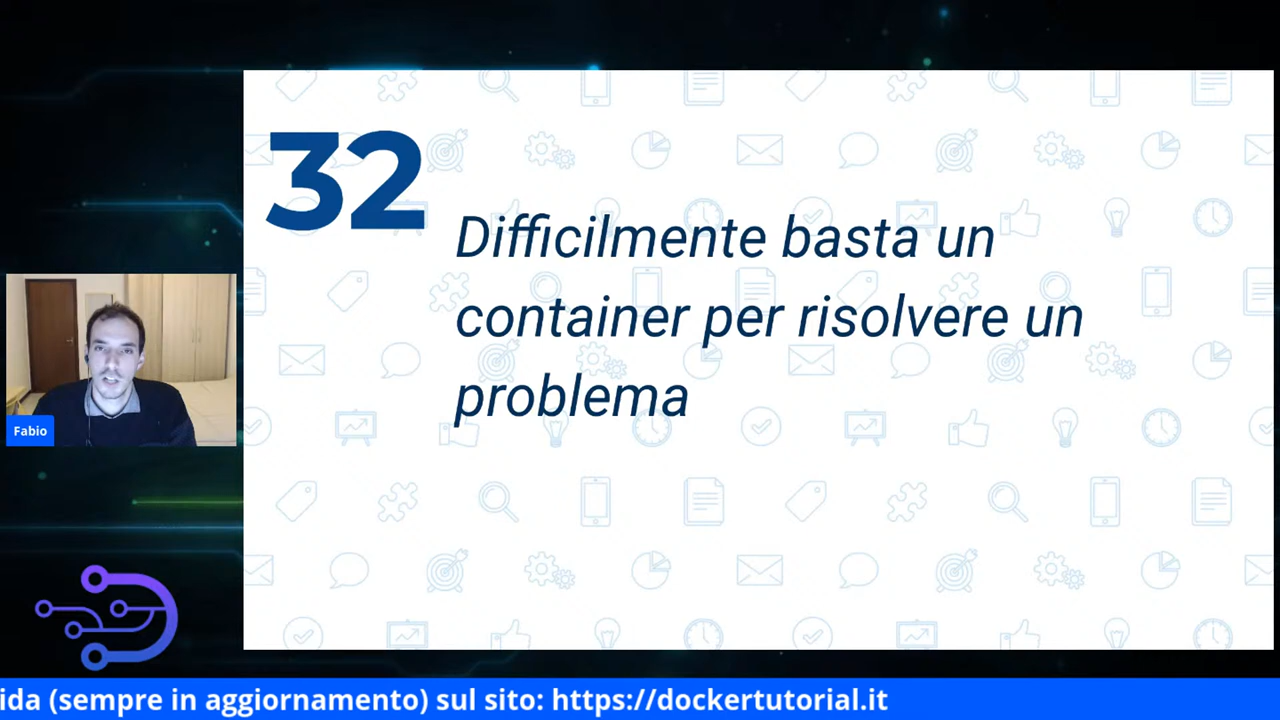 32
Difficilmente basta un
container per risolvere un
problema
Fabio
ida (sempre in aggiornamento) sul sito: https://dockertutorial.it